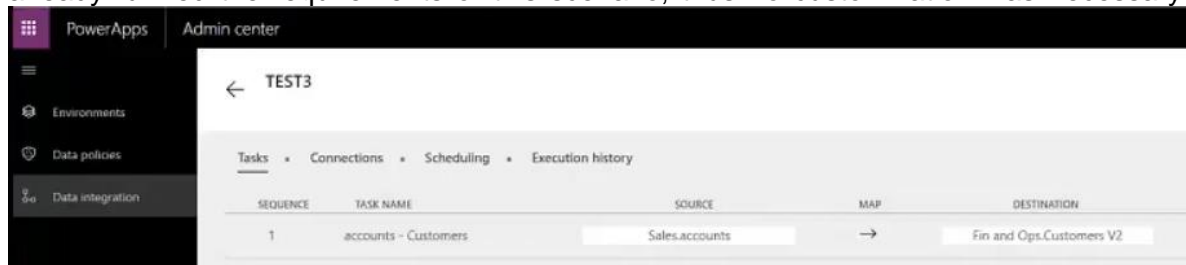 PowerApps Admin center
TEST3
Environments
Data policies
Data integration
Tasks Connections Scheduling Execution history
SEQUENCE TASK NAME SOURCE MAP DESTINATION
1 accounts - Customers Sales.accounts → Fin and Ops.Customers V2